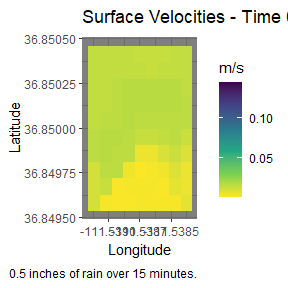 Surface Velocities - Time
m/s
0.10
0.05
36.85050
36.85025
36.85000
36.84975
36.84950
Latitude
Longitude
0.5 inches of rain over 15 minutes.